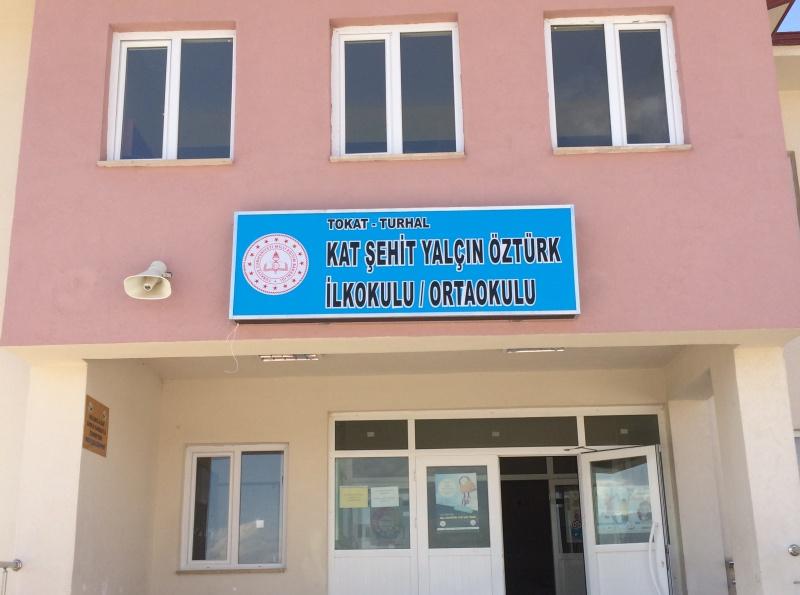 TOKAT - TURHAL
KAT ŞEHİT YALÇIN ÖZTÜRK
İLKOKULU / ORTAOKULU